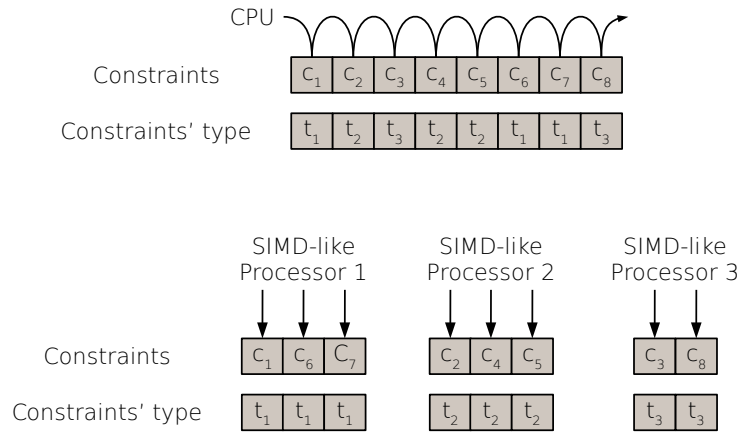 CPU
Constraints C₁ C₂ C₃ C₄ C₅ C₆ C₇ C₈
Constraints' type t₁ t₂ t₃ t₂ t₂ t₁ t₁ t₃
SIMD-like Processor 1
SIMD-like Processor 2
SIMD-like Processor 3
Constraints C₁ C₆ C₇ C₂ C₄ C₅ C₃ C₈
Constraints' type t₁ t₁ t₁ t₂ t₂ t₂ t₃ t₃